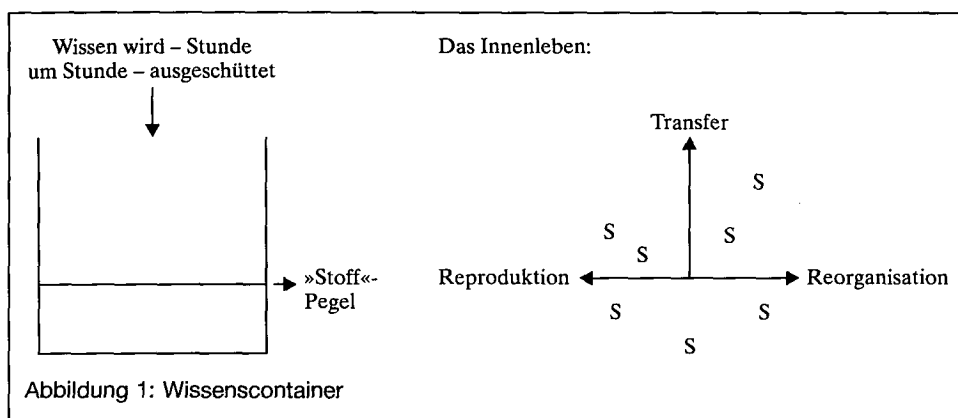 Wissen wird – Stunde
um Stunde – ausgeschüttet
»Stoff«-
Pegel
Das Innenleben:
Transfer
S
S
S
S
Reproduktion
Reorganisation
S
S
S
Abbildung 1: Wissenscontainer